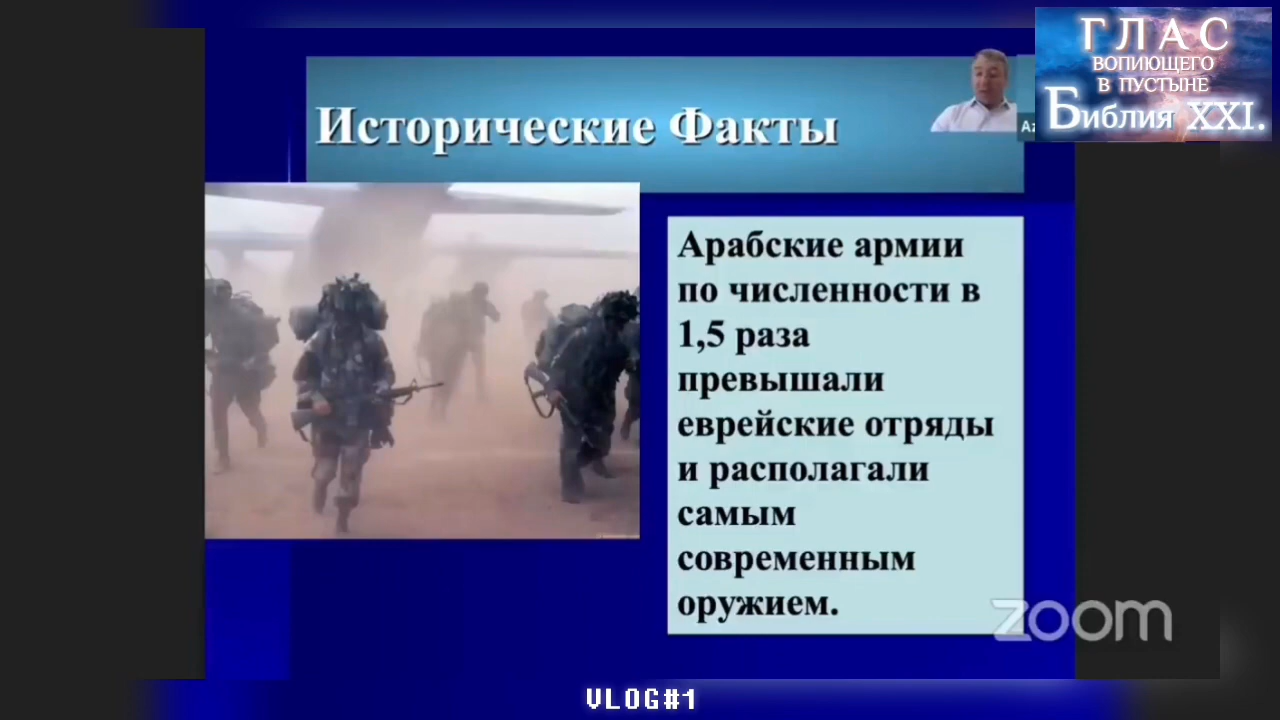 ГЛАС
ВОПИЮЩЕГО
В ПУСТЫНЕ
Библия XXI.
Исторические Факты
Арабские армии
по численности в
1,5 раза
превышали
еврейские отряды
и располагали
самым
современным
оружием.
zoom
VLOG#1